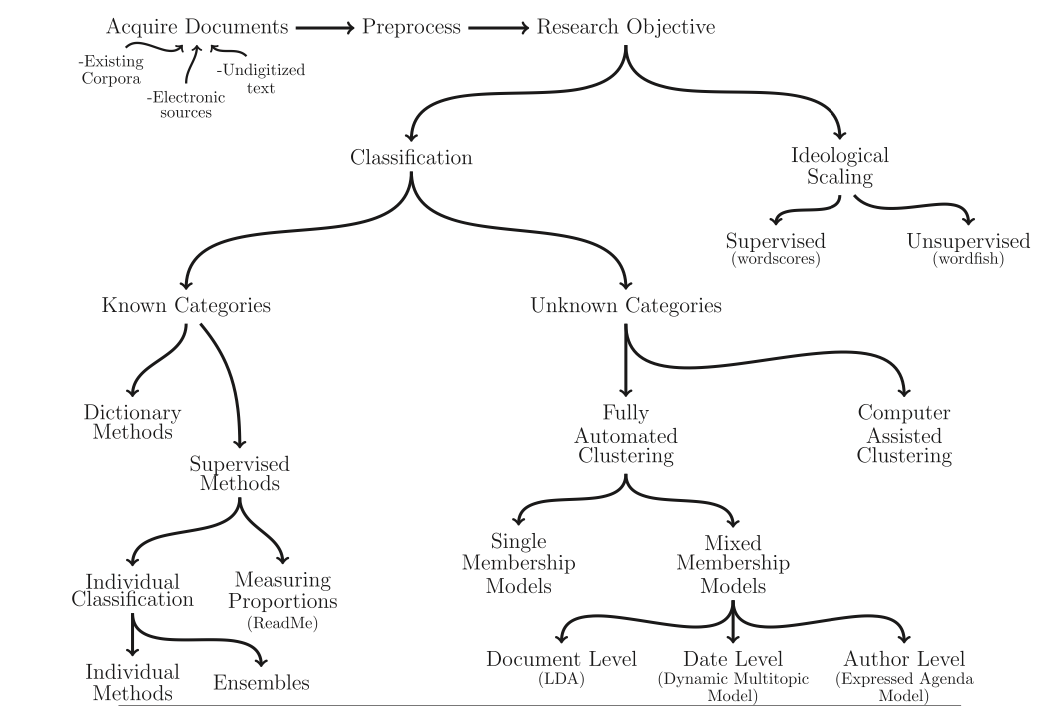 Acquire Documents
Preprocess
Research Objective
-Existing
Corpora
-Electronic
sources
-Undigitized
text
Classification
Ideological
Scaling
Supervised
(wordscores)
Unsupervised
(wordfish)
Known Categories
Unknown Categories
Dictionary
Methods
Supervised
Methods
Fully
Automated
Clustering
Computer
Assisted
Clustering
Individual
Classification
Measuring
Proportions
(ReadMe)
Single
Membership
Models
Mixed
Membership
Models
Individual
Methods
Ensembles
Document Level
(LDA)
Date Level
(Dynamic Multitopic
Model)
Author Level
(Expressed Agenda
Model)